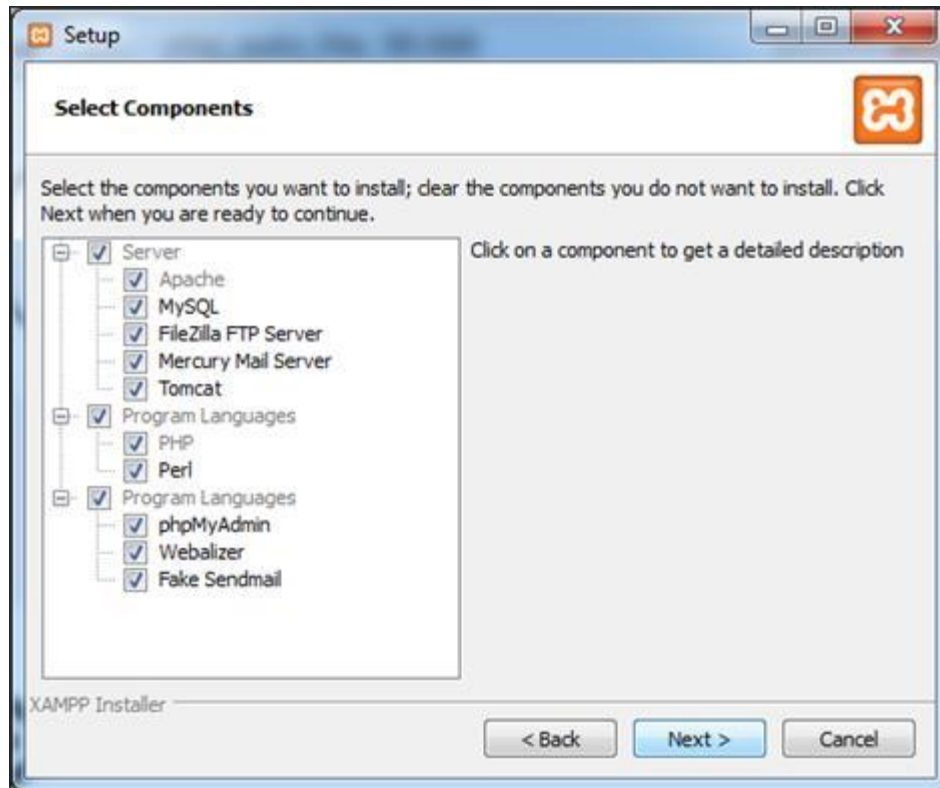 Setup
Select Components
Select the components you want to install; clear the components you do not want to install. Click
Next when you are ready to continue.
Server
Apache
MySQL
FileZilla FTP Server
Mercury Mail Server
Tomcat
Program Languages
PHP
Perl
Program Languages
phpMyAdmin
Webalizer
Fake Sendmail
Click on a component to get a detailed description
XAMPP Installer
< Back
Next >
Cancel